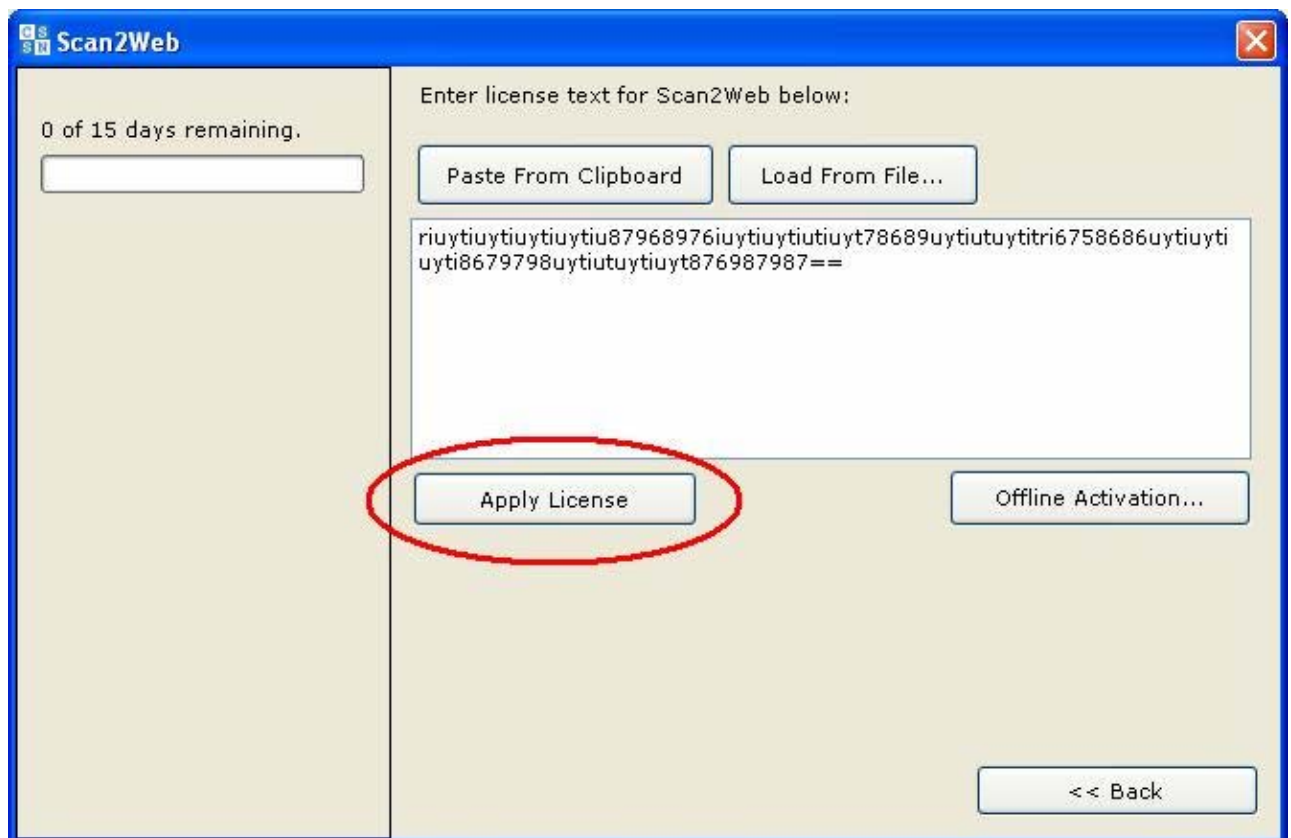 CSSN Scan2Web
0 of 15 days remaining.
Enter license text for Scan2Web below:
Paste From Clipboard
Load From File...
riuytiuytiuytiuytiu87968976iuytiuytiutiuyt78689uytiutuytitri6758686uytiuyti
uyti8679798uytiutuytiuyt876987987==
Apply License
Offline Activation...
<< Back